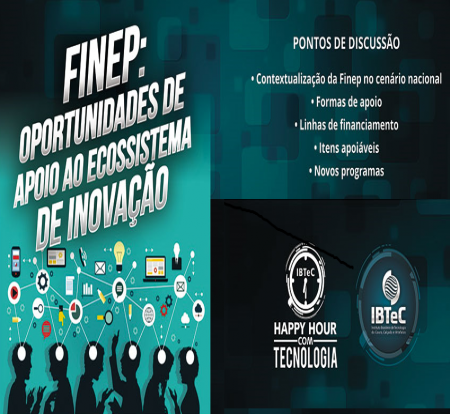 FINEP:
OPORTUNIDADES DE
APOIO AO ECOSSISTEMA
DE INOVAÇÃO
PONTOS DE DISCUSSÃO
• Contextualização da Finep no cenário nacional
• Formas de apoio
• Linhas de financiamento
• Itens apoiáveis
• Novos programas
IBTeC
HAPPY HOUR
COM
TECNOLOGIA
IBTeC